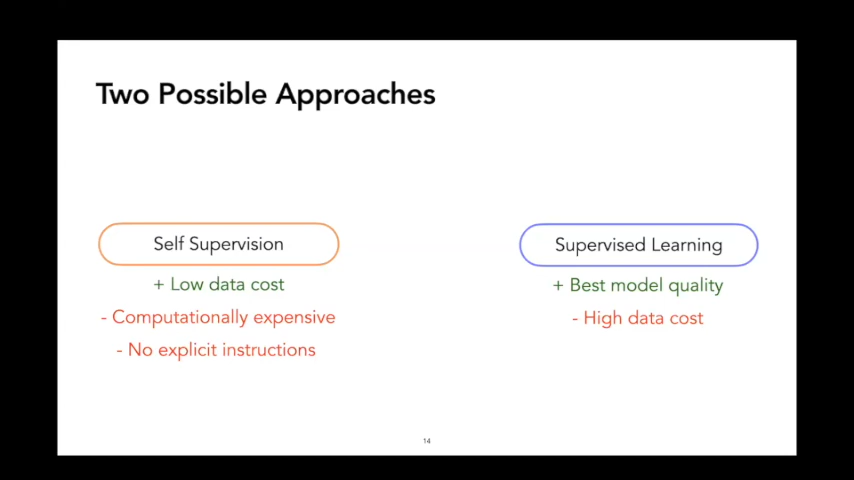 Two Possible Approaches
Self Supervision
+ Low data cost
- Computationally expensive
- No explicit instructions
Supervised Learning
+ Best model quality
- High data cost
14